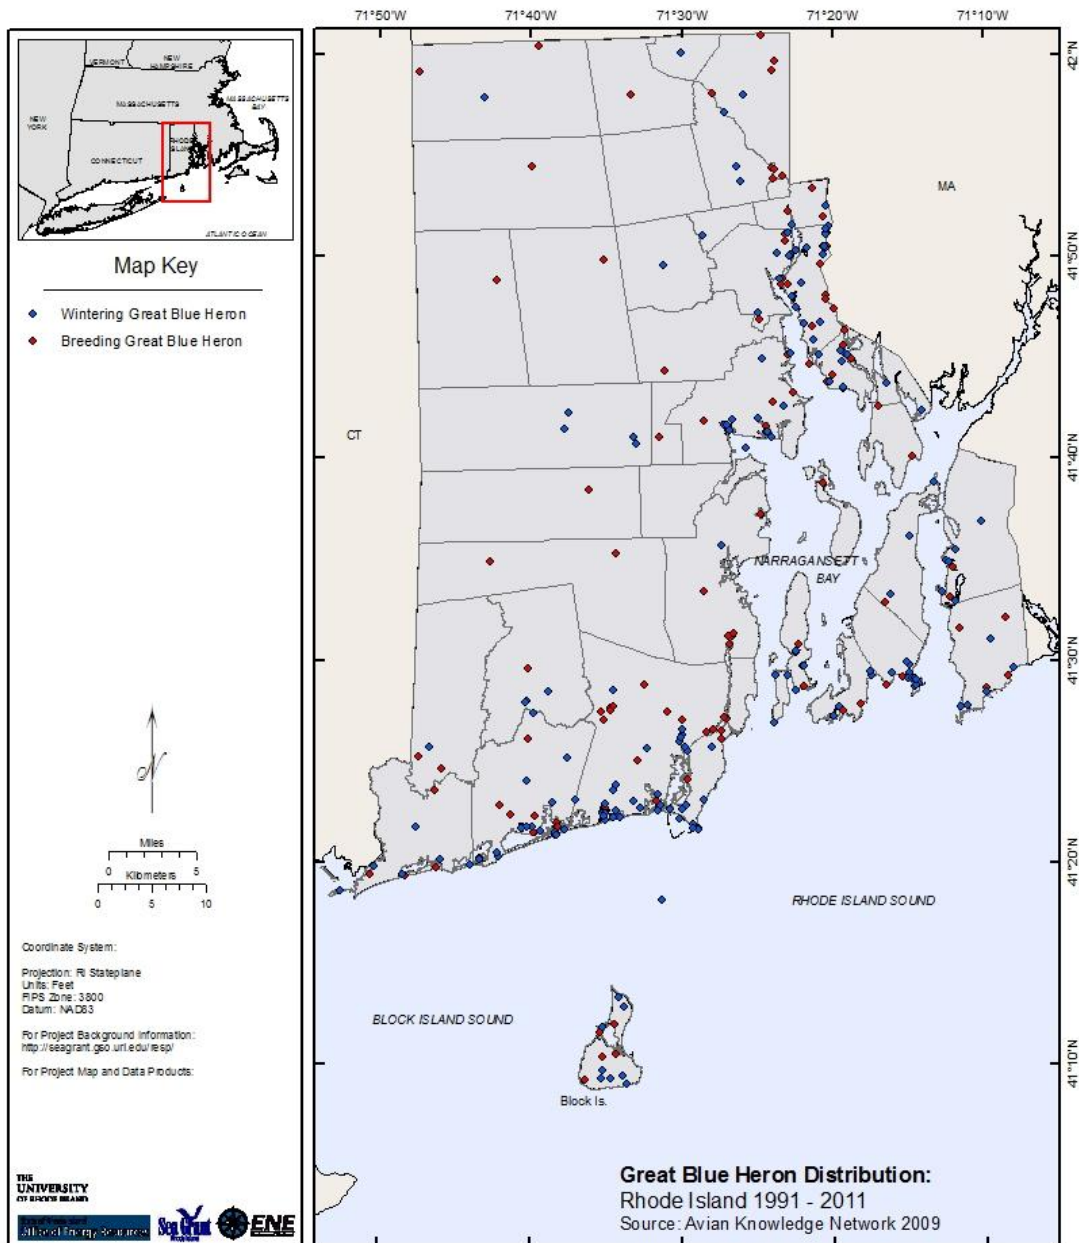 71°50'W
71°40'W
71°30'W
71°20'W
71°10'W
VERMONT
NEW
HAMPSHIRE
MASSACHUSETTS
MASSACHUSETTS
BAY
NEW
YORK
RHODE
ISLAND
CONNECTICUT
ATLANTIC OCEAN
Map Key
Wintering Great Blue Heron
Breeding Great Blue Heron
N
Miles
0 5
Kilometers
0 5 10
Coordinate System:
Projection: RI Stateplane
Units: Feet
FIPS Zone: 3800
Datum: NAD83
For Project Background Information:
http://seagrant.gso.uri.edu/resp/
For Project Map and Data Products:
THE
UNIVERSITY
OF RHODE ISLAND
Sea Grant
Rhode Island
ENE
MA
CT
NARRAGANSETT
BAY
RHODE ISLAND SOUND
BLOCK ISLAND SOUND
Block Is.
42°N
41°50'N
41°40'N
41°30'N
41°20'N
41°10'N
Great Blue Heron Distribution:
Rhode Island 1991 - 2011
Source: Avian Knowledge Network 2009